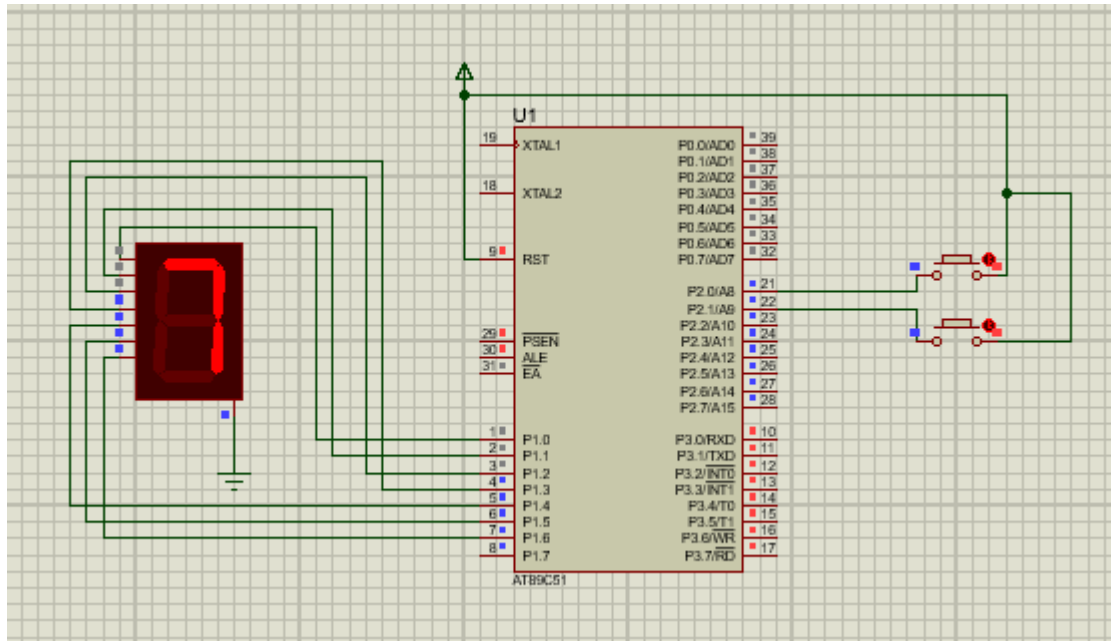 U1
19 XTAL1
18 XTAL2
9 RST
29 PSEN
30 ALE
31 EA
1 P1.0
2 P1.1
3 P1.2
4 P1.3
5 P1.4
6 P1.5
7 P1.6
8 P1.7
P0.0/AD0 39
P0.1/AD1 38
P0.2/AD2 37
P0.3/AD3 36
P0.4/AD4 35
P0.5/AD5 34
P0.6/AD6 33
P0.7/AD7 32
P2.0/A8 21
P2.1/A9 22
P2.2/A10 23
P2.3/A11 24
P2.4/A12 25
P2.5/A13 26
P2.6/A14 27
P2.7/A15 28
P3.0/RXD 10
P3.1/TXD 11
P3.2/INT0 12
P3.3/INT1 13
P3.4/T0 14
P3.5/T1 15
P3.6/WR 16
P3.7/RD 17
AT89C51
7